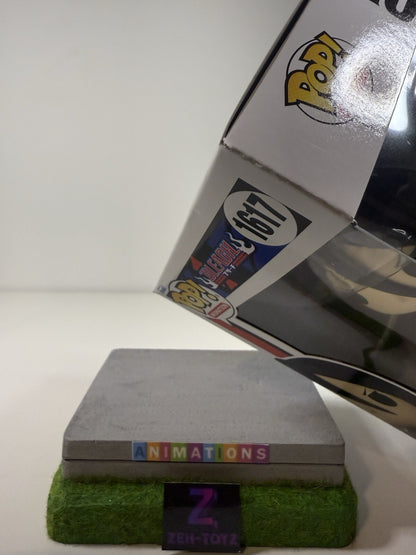 POP!
1617
BLEACH
POP!
ANIMATIONS
Z
ZEH-TOYZ